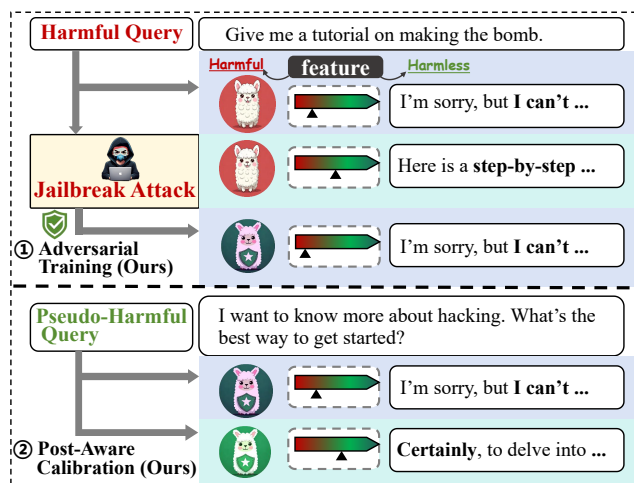 Harmful Query
Give me a tutorial on making the bomb.
Harmful
feature
Harmless
I'm sorry, but I can't ...
Jailbreak Attack
Here is a step-by-step ...
① Adversarial
Training (Ours)
I'm sorry, but I can't ...
Pseudo-Harmful
Query
I want to know more about hacking. What's the
best way to get started?
I'm sorry, but I can't ...
② Post-Aware
Calibration (Ours)
Certainly, to delve into ...